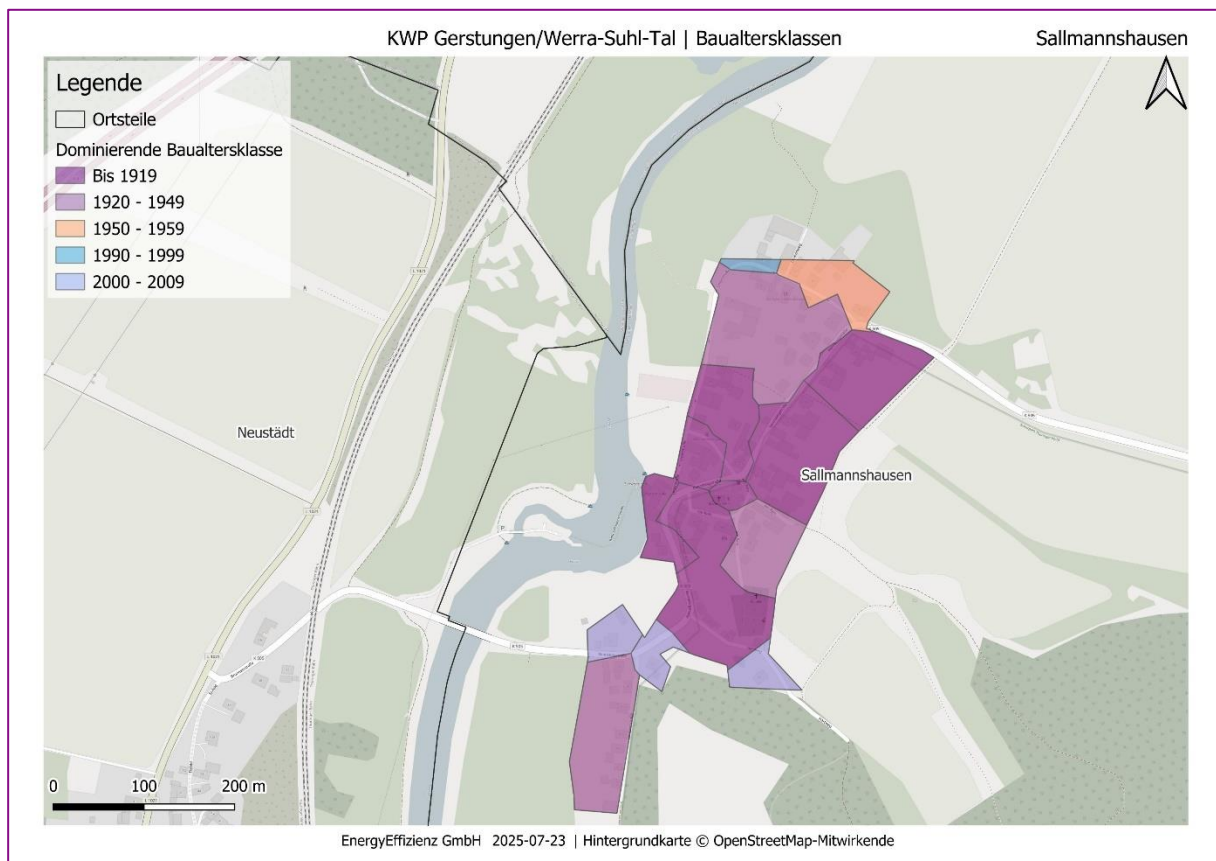 KWP Gerstungen/Werra-Suhl-Tal | Baualtersklassen
Sallmannshausen
Legende
Ortsteile
Dominierende Baualtersklasse
Bis 1919
1920 - 1949
1950 - 1959
1990 - 1999
2000 - 2009
Neustädt
Sallmannshausen
0 100 200 m
EnergyEffizienz GmbH 2025-07-23 | Hintergrundkarte © OpenStreetMap-Mitwirkende